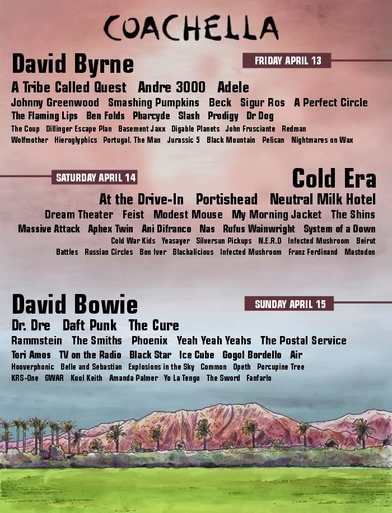 COACHELLA
David Byrne
FRIDAY APRIL 13
A Tribe Called Quest Andre 3000 Adele
Johnny Greenwood Smashing Pumpkins Beck Sigur Ros A Perfect Circle
The Flaming Lips Ben Folds Pharcyde Slash Prodigy Dr Dog
The Coup Dillinger Escape Plan Basement Jaxx Digable Planets John Frusciante Redman
Wolfmother Hieroglyphics Portugal. The Man Jurassic 5 Black Mountain Pelican Nightmares on Wax
SATURDAY APRIL 14
Cold Era
At the Drive-In Portishead Neutral Milk Hotel
Dream Theater Feist Modest Mouse My Morning Jacket The Shins
Massive Attack Aphex Twin Ani Difranco Nas Rufus Wainwright System of a Down
Cold War Kids Yeasayer Silversun Pickups N.E.R.D Infected Mushroom Beirut
Battles Russian Circles Bon Iver Blackalicious Infected Mushroom Franz Ferdinand Mastodon
David Bowie
SUNDAY APRIL 15
Dr. Dre Daft Punk The Cure
Rammstein The Smiths Phoenix Yeah Yeah Yeahs The Postal Service
Tori Amos TV on the Radio Black Star Ice Cube Gogol Bordello Air
Hooverphonic Belle and Sebastian Explosions in the Sky Common Opeth Porcupine Tree
KRS-One GWAR Kool Keith Amanda Palmer Yo La Tengo The Sword Fanfarlo